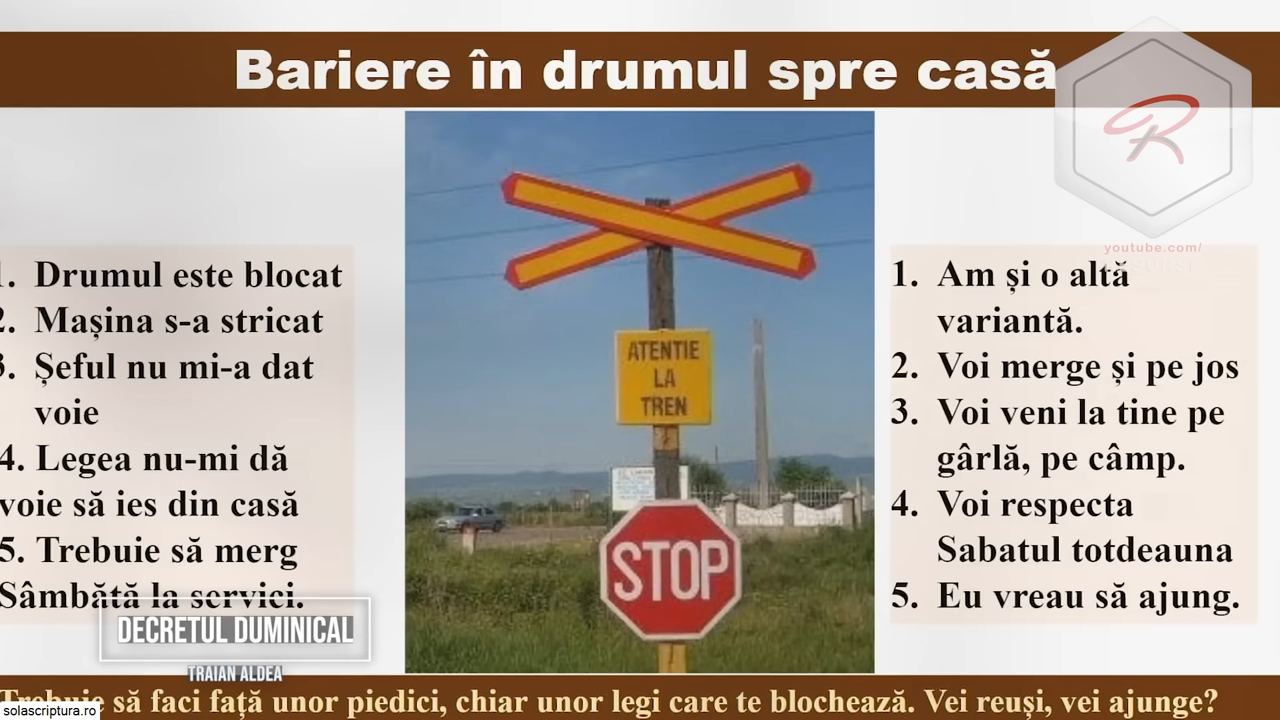 Bariere în drumul spre casă
R
youtube.com/
1. Drumul este blocat
2. Mașina s-a stricat
3. Șeful nu mi-a dat
voie
4. Legea nu-mi dă
voie să ies din casă
5. Trebuie să merg
Sâmbătă la servici.
ATENTIE
LA
TREN
STOP
1. Am și o altă
variantă.
2. Voi merge și pe jos
3. Voi veni la tine pe
gârlă, pe câmp.
4. Voi respecta
Sabatul totdeauna
5. Eu vreau să ajung.
DECRETUL DUMINICAL
TRAIAN ALDEA
Trebuie să faci față unor piedici, chiar unor legi care te blochează. Vei reuși, vei ajunge?
solascriptura.ro